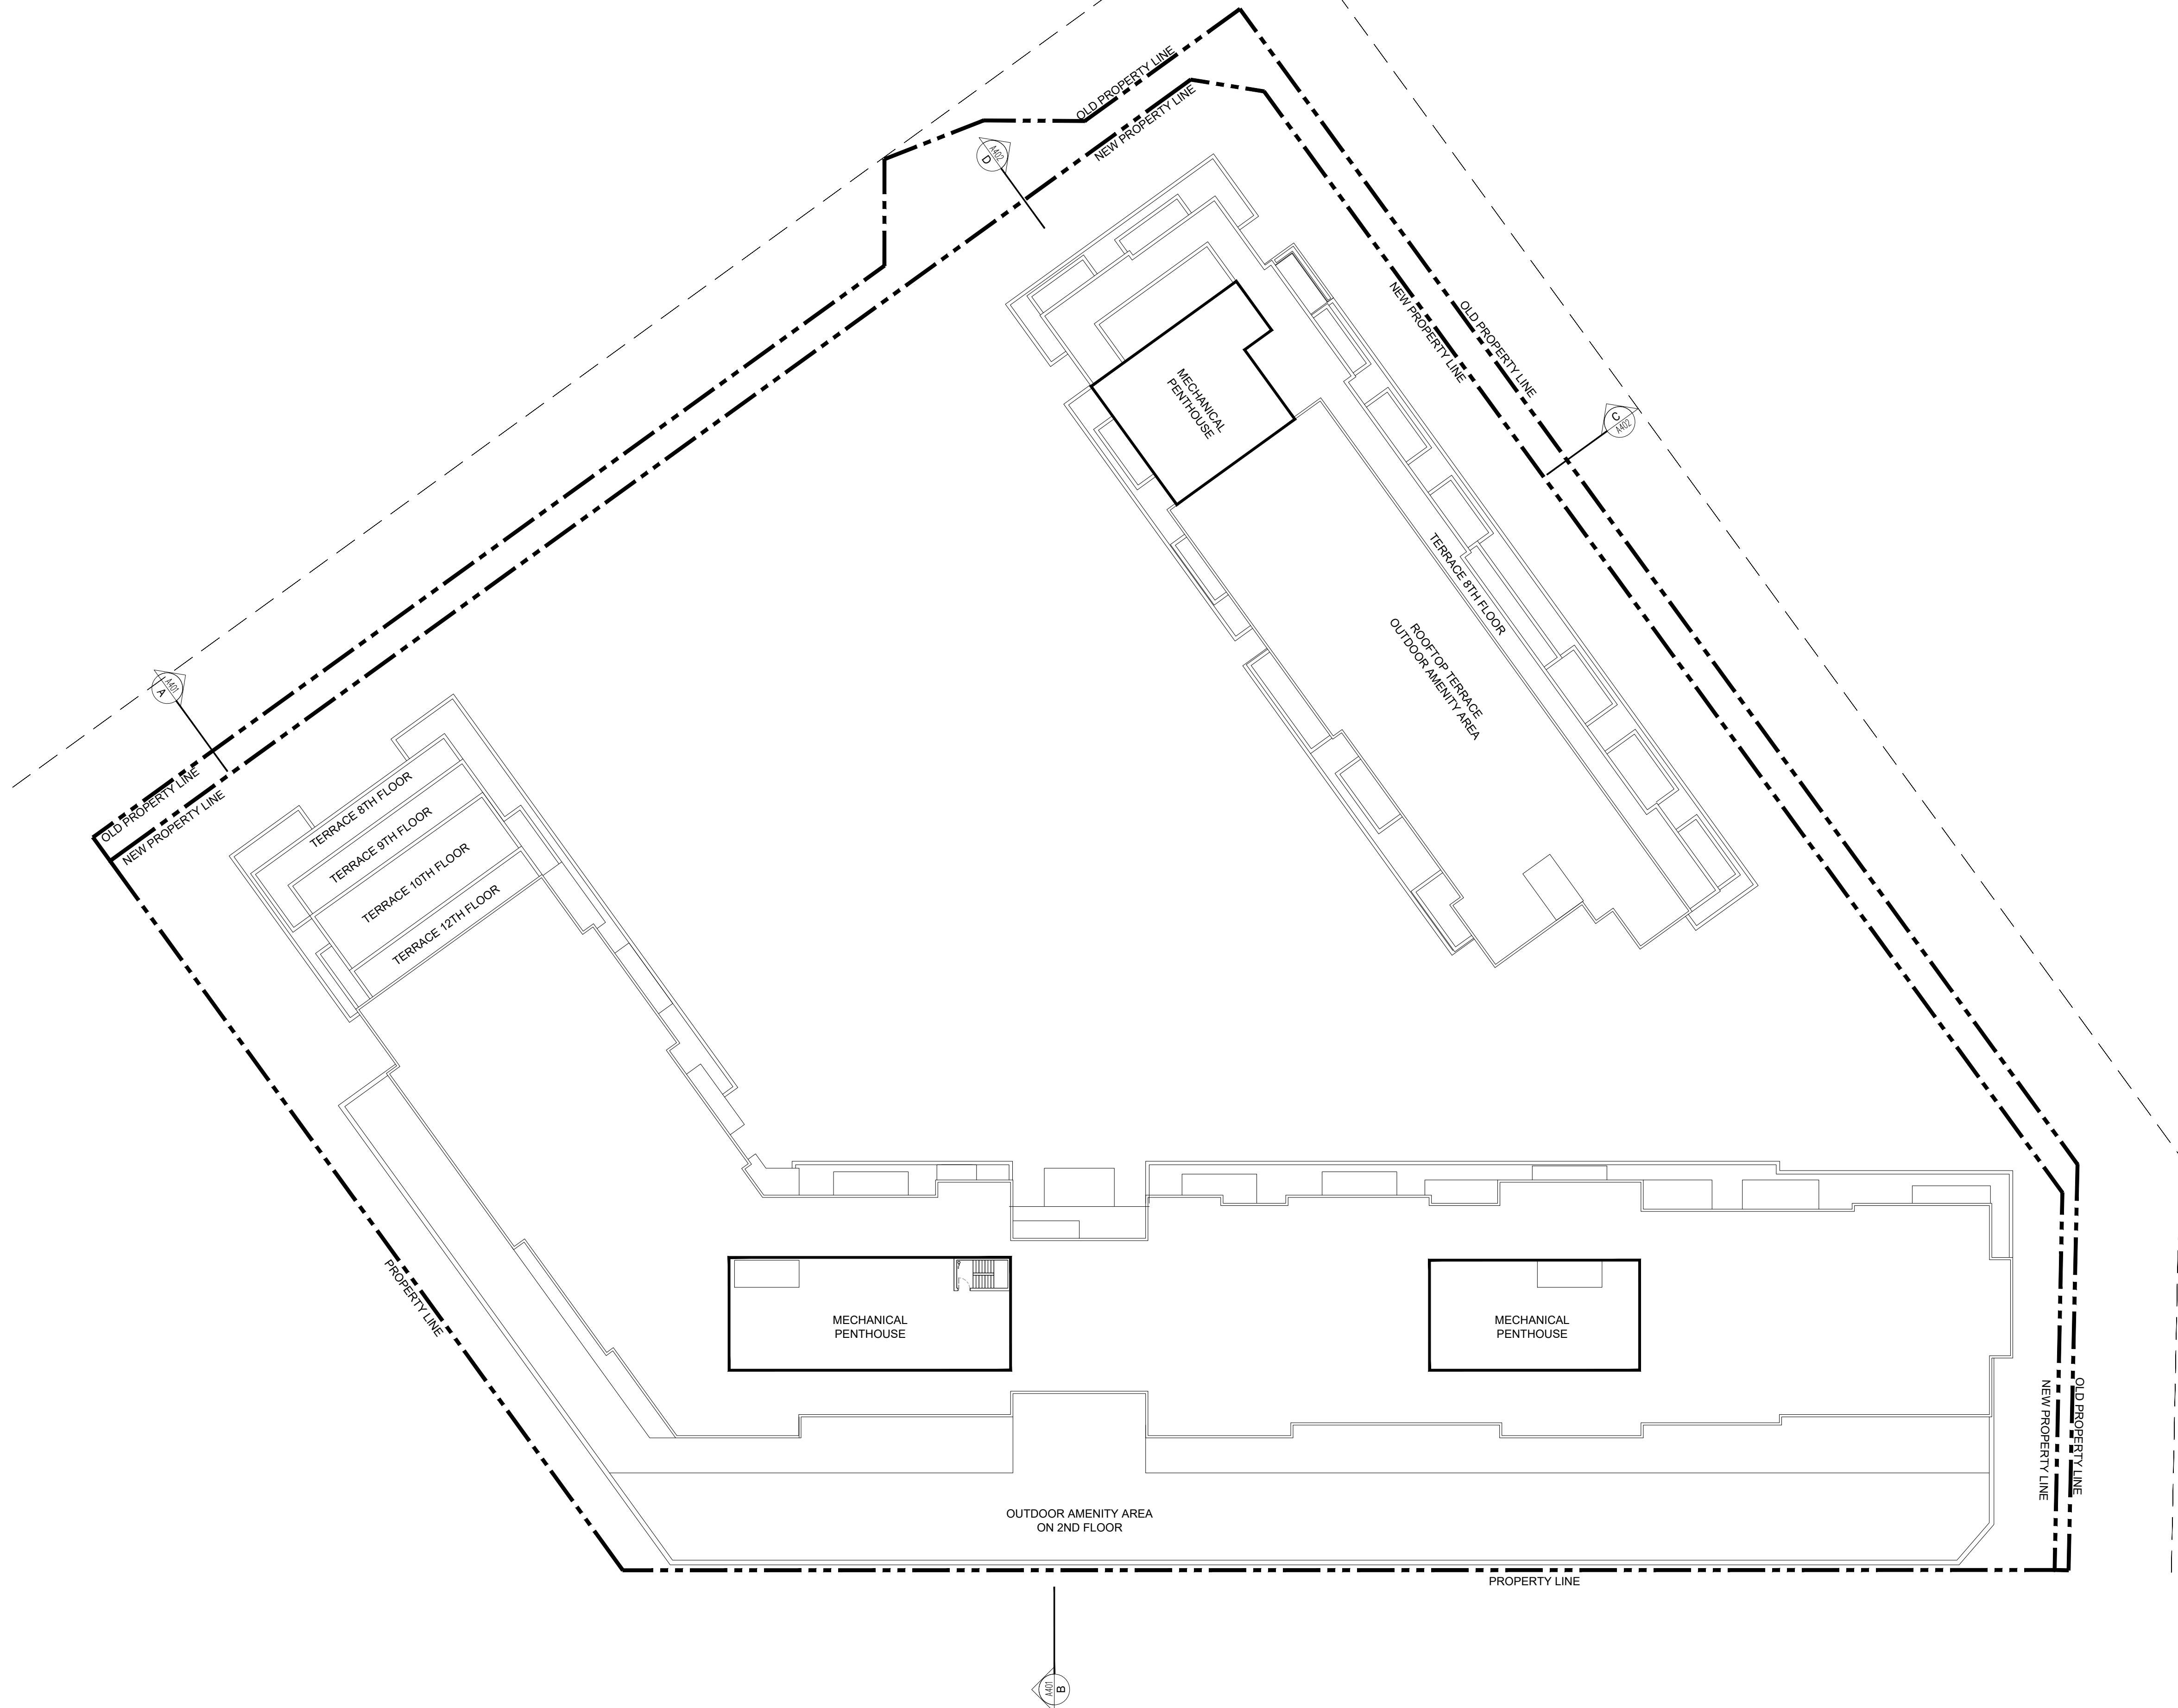 OLD PROPERTY LINE
NEW PROPERTY LINE
A402
D
OLD PROPERTY LINE
NEW PROPERTY LINE
C
A402
MECHANICAL
PENTHOUSE
TERRACE 8TH FLOOR
ROOFTOP TERRACE
OUTDOOR AMENITY AREA
A401
A
OLD PROPERTY LINE
NEW PROPERTY LINE
TERRACE 8TH FLOOR
TERRACE 9TH FLOOR
TERRACE 10TH FLOOR
TERRACE 12TH FLOOR
PROPERTY LINE
MECHANICAL
PENTHOUSE
MECHANICAL
PENTHOUSE
NEW PROPERTY LINE
OLD PROPERTY LINE
OUTDOOR AMENITY AREA
ON 2ND FLOOR
PROPERTY LINE
A401
B